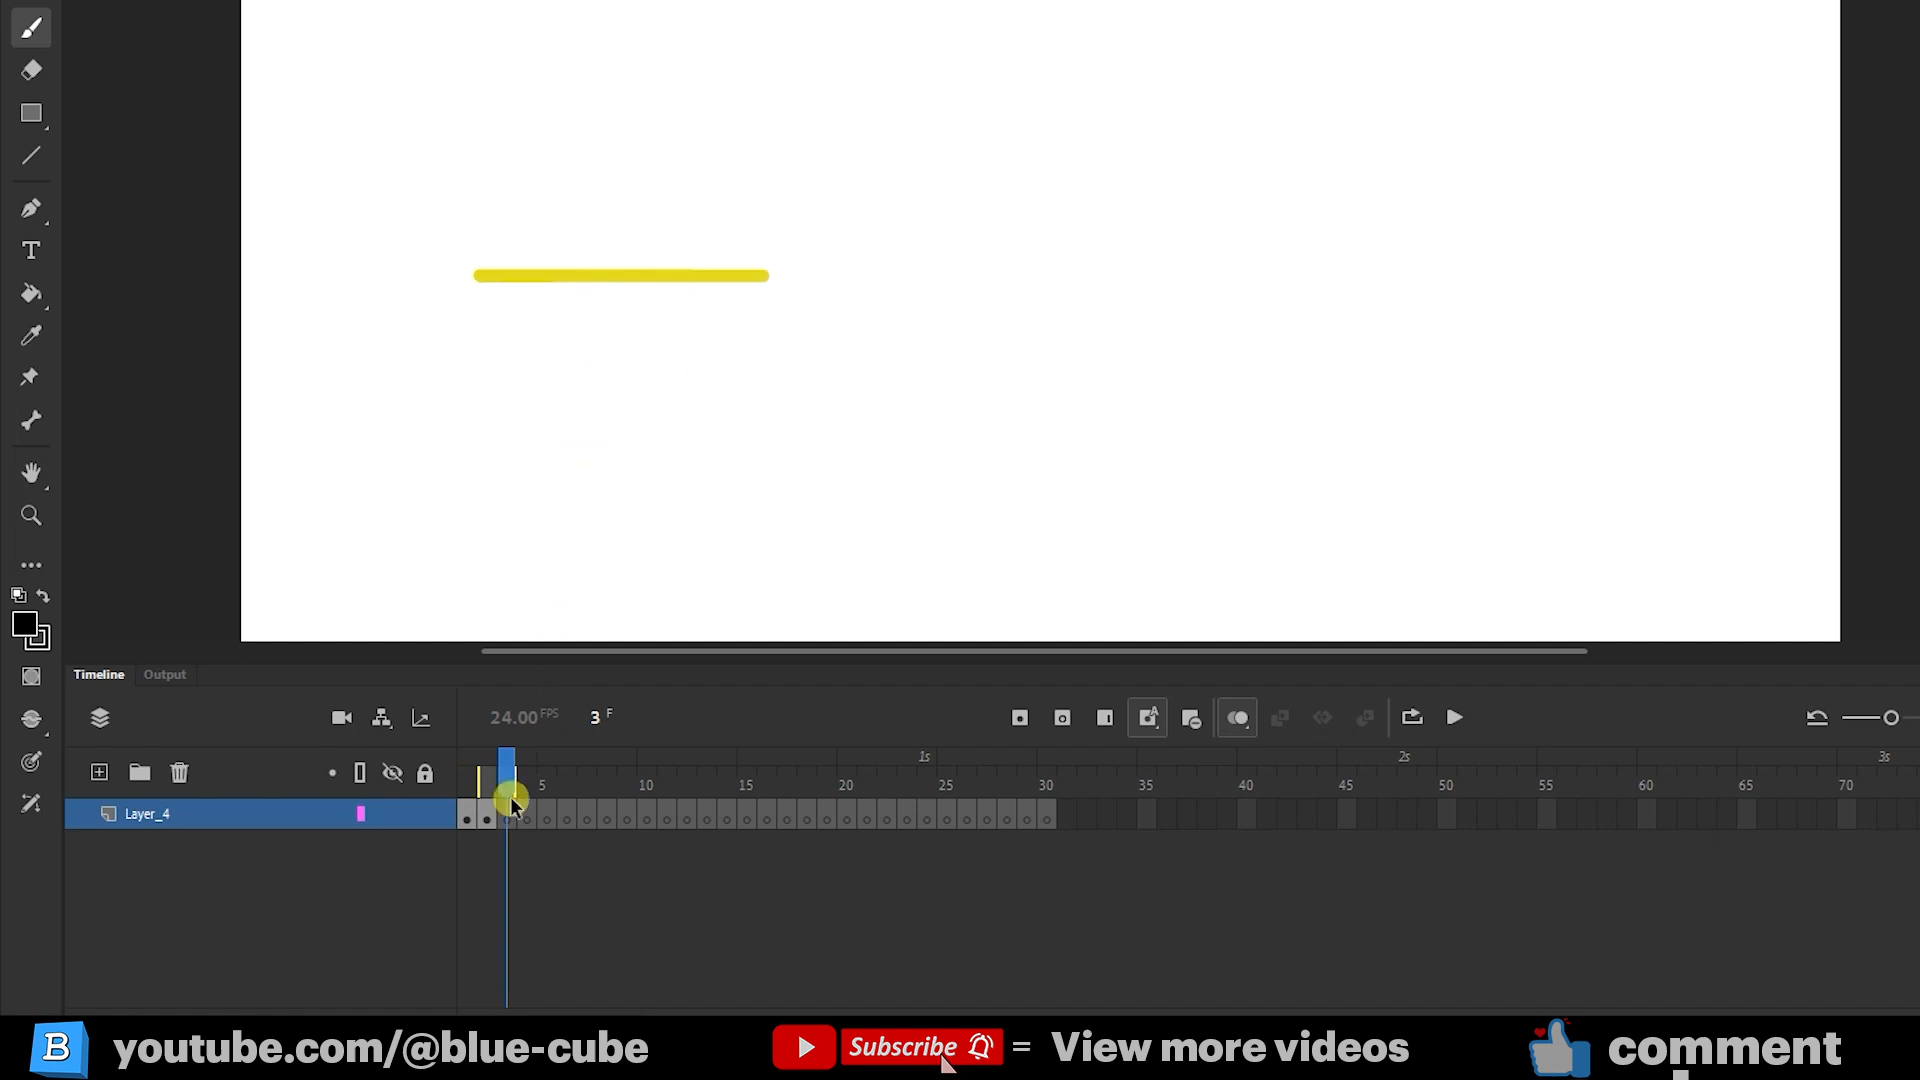 Timeline Output
24.00 FPS 3 F
1s 2s 3s
5 10 15 20 25 30 35 40 45 50 55 60 65 70
Layer_4
B youtube.com/@blue-cube Subscribe = View more videos comment